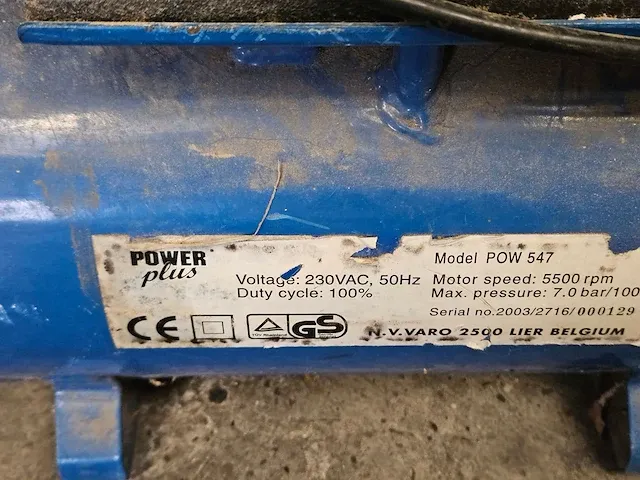 POWER plus
Model POW 547
Voltage: 230VAC, 50Hz Motor speed: 5500 rpm
Duty cycle: 100% Max. pressure: 7.0 bar/100
Serial no.2003/2716/000129
CE GS N.V.VARO 2500 LIER BELGIUM